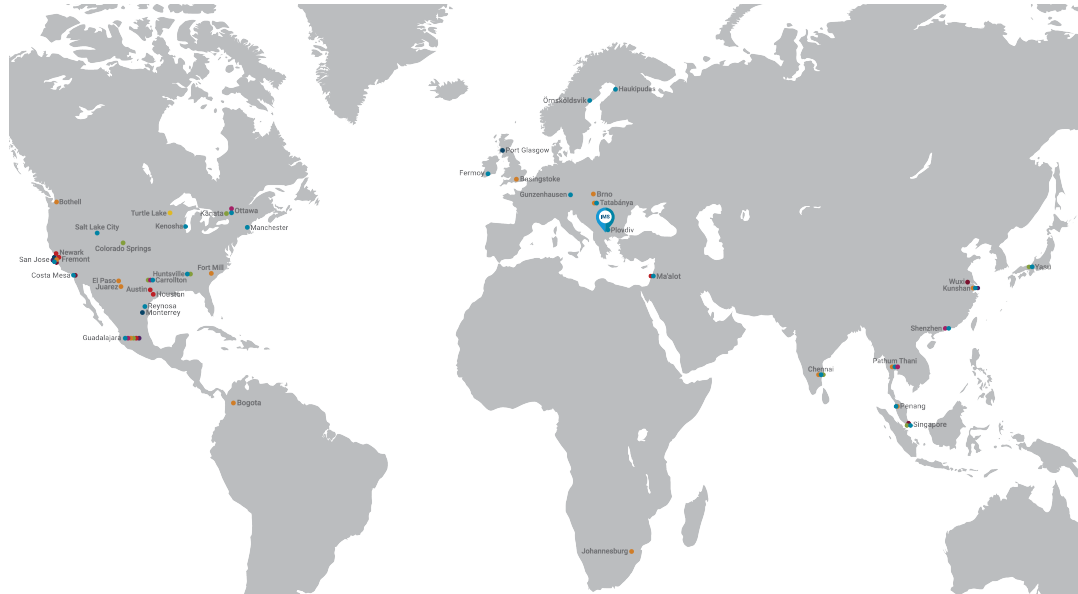 Haukipudas
Örnsköldsvik
Port Glasgow
Fermoy
Basingstoke
Gunzenhausen
Brno
Tatabánya
IMS
Plovdiv
Bothell
Turtle Lake
Kanata
Ottawa
Salt Lake City
Kenosha
Manchester
Colorado Springs
Newark
San Jose
Fremont
Costa Mesa
El Paso
Juarez
Huntsville
Carrollton
Fort Mill
Austin
Houston
Reynosa
Monterrey
Guadalajara
Bogota
Ma'alot
Yasu
Wuxi
Kunshan
Shenzhen
Pathum Thani
Chennai
Penang
Singapore
Johannesburg